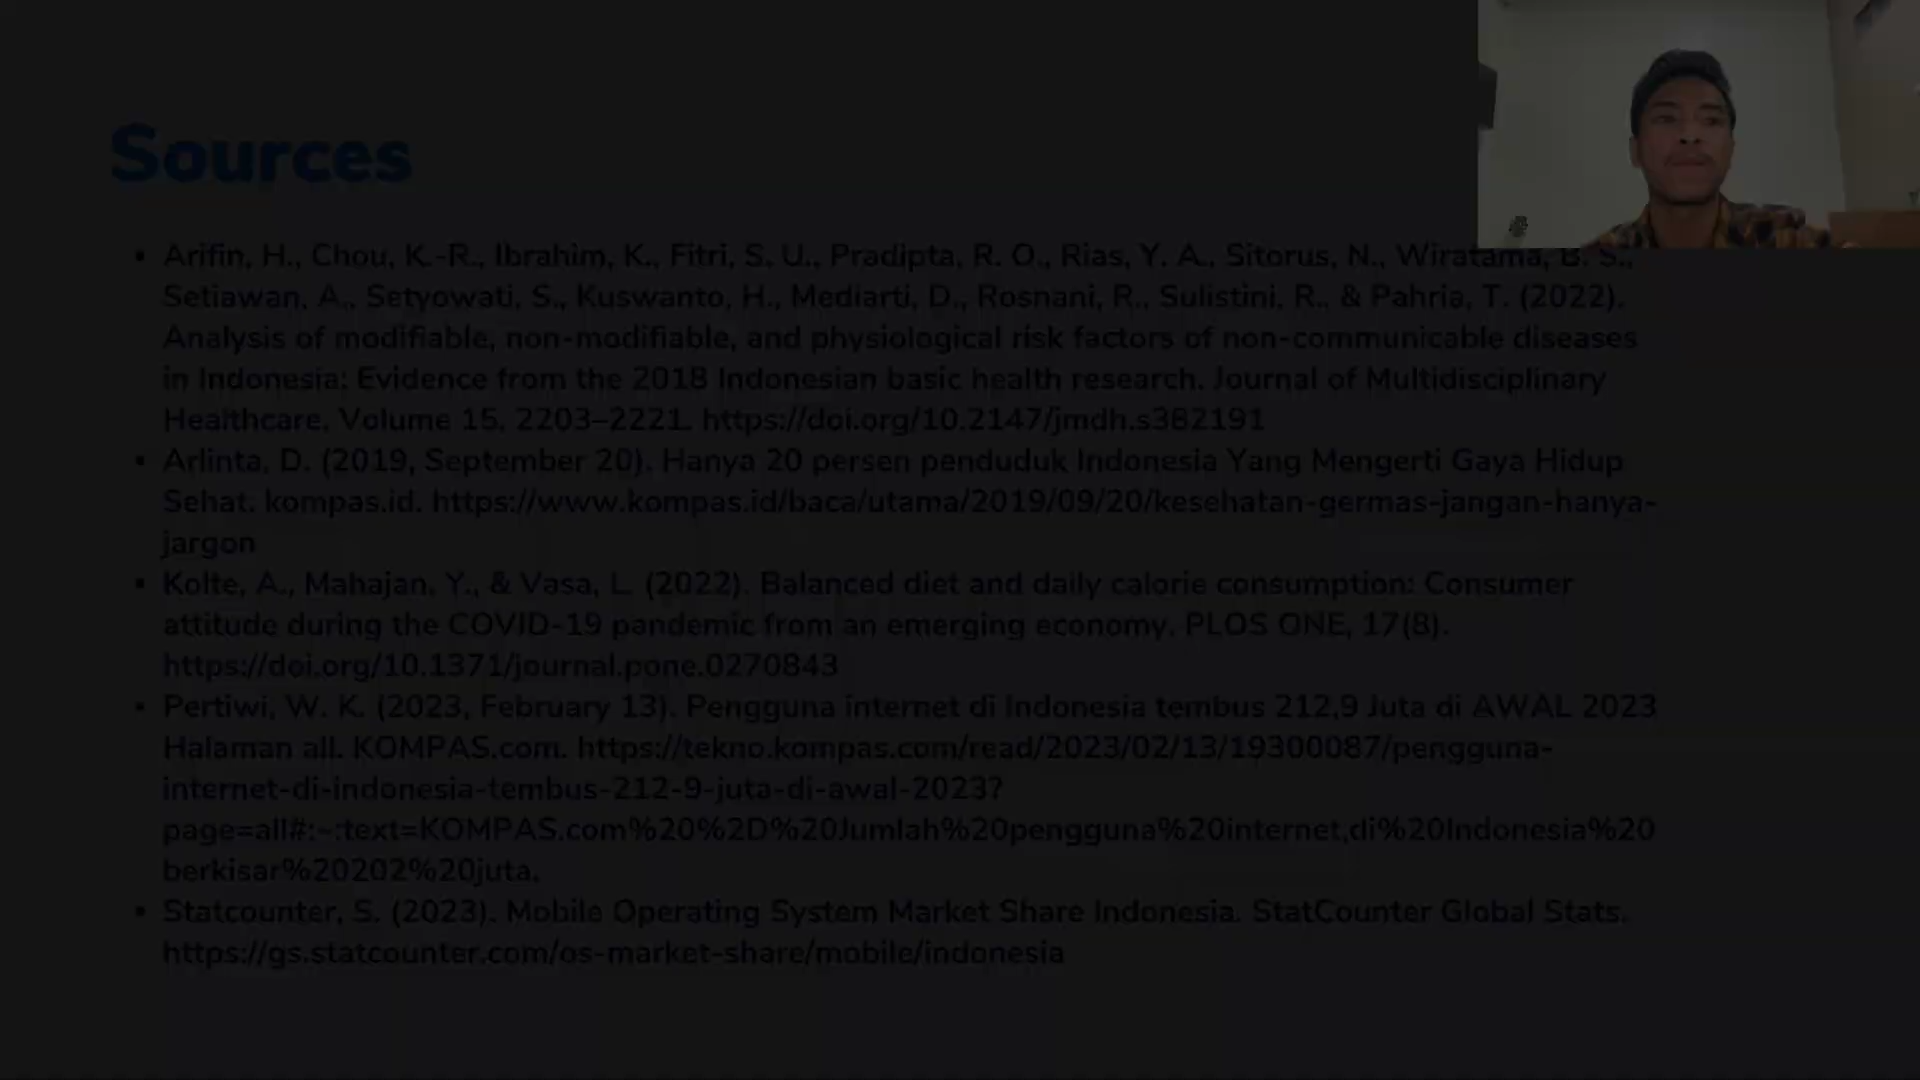 Sources
• Arifin, H., Chou, K.-R., Ibrahim, K., Fitri, S. U., Pradipta, R. O., Rias, Y. A., Sitorus, N., Wiratama, B. S.,
Setiawan, A., Setyowati, S., Kuswanto, H., Mediarti, D., Rosnani, R., Sulistini, R., & Pahria, T. (2022).
Analysis of modifiable, non-modifiable, and physiological risk factors of non-communicable diseases
in Indonesia: Evidence from the 2018 Indonesian basic health research. Journal of Multidisciplinary
Healthcare, Volume 15, 2203–2221. https://doi.org/10.2147/jmdh.s382191
• Arlinta, D. (2019, September 20). Hanya 20 persen penduduk Indonesia Yang Mengerti Gaya Hidup
Sehat. kompas.id. https://www.kompas.id/baca/utama/2019/09/20/kesehatan-germas-jangan-hanya-
jargon
• Kolte, A., Mahajan, Y., & Vasa, L. (2022). Balanced diet and daily calorie consumption: Consumer
attitude during the COVID-19 pandemic from an emerging economy. PLOS ONE, 17(8).
https://doi.org/10.1371/journal.pone.0270843
• Pertiwi, W. K. (2023, February 13). Pengguna internet di Indonesia tembus 212,9 Juta di AWAL 2023
Halaman all. KOMPAS.com. https://tekno.kompas.com/read/2023/02/13/19300087/pengguna-
internet-di-indonesia-tembus-212-9-juta-di-awal-2023?
page=all#:~:text=KOMPAS.com%20%2D%20Jumlah%20pengguna%20internet,di%20Indonesia%20
berkisar%20202%20juta.
• Statcounter, S. (2023). Mobile Operating System Market Share Indonesia. StatCounter Global Stats.
https://gs.statcounter.com/os-market-share/mobile/indonesia